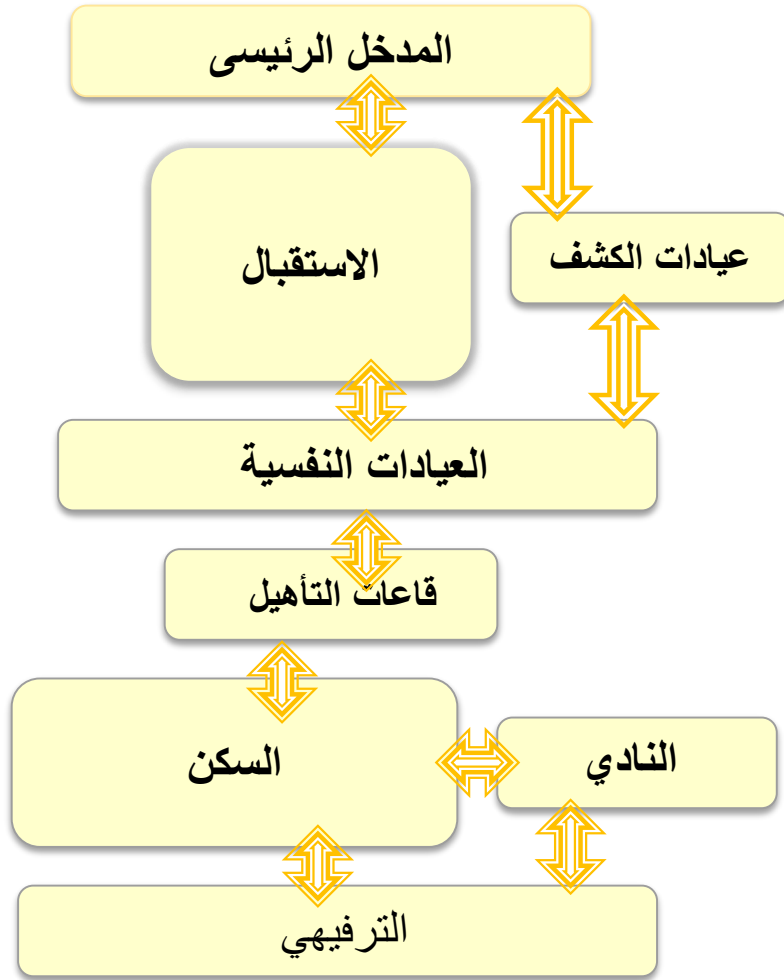 المدخل الرئيسى
الاستقبال
عيادات الكشف
العيادات النفسية
قاعات التأهيل
السكن
النادي
الترفيهي